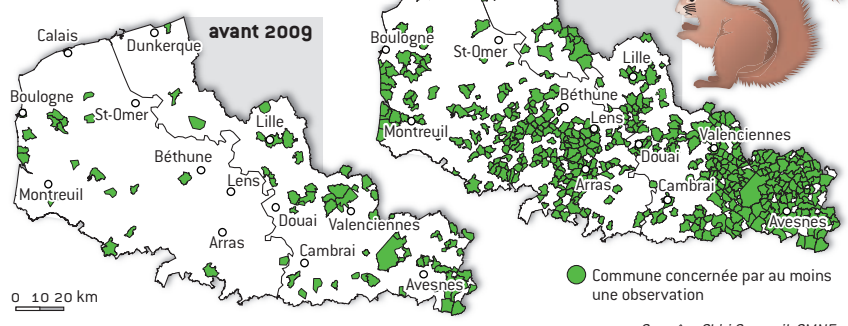 avant 2009
Calais
Dunkerque
Boulogne
St-Omer
Lille
Béthune
Lens
Montreuil
Douai
Valenciennes
Arras
Cambrai
Avesnes
0 10 20 km
Boulogne
St-Omer
Lille
Béthune
Lens
Montreuil
Valenciennes
Douai
Arras
Cambrai
Avesnes
Commune concernée par au moins
une observation